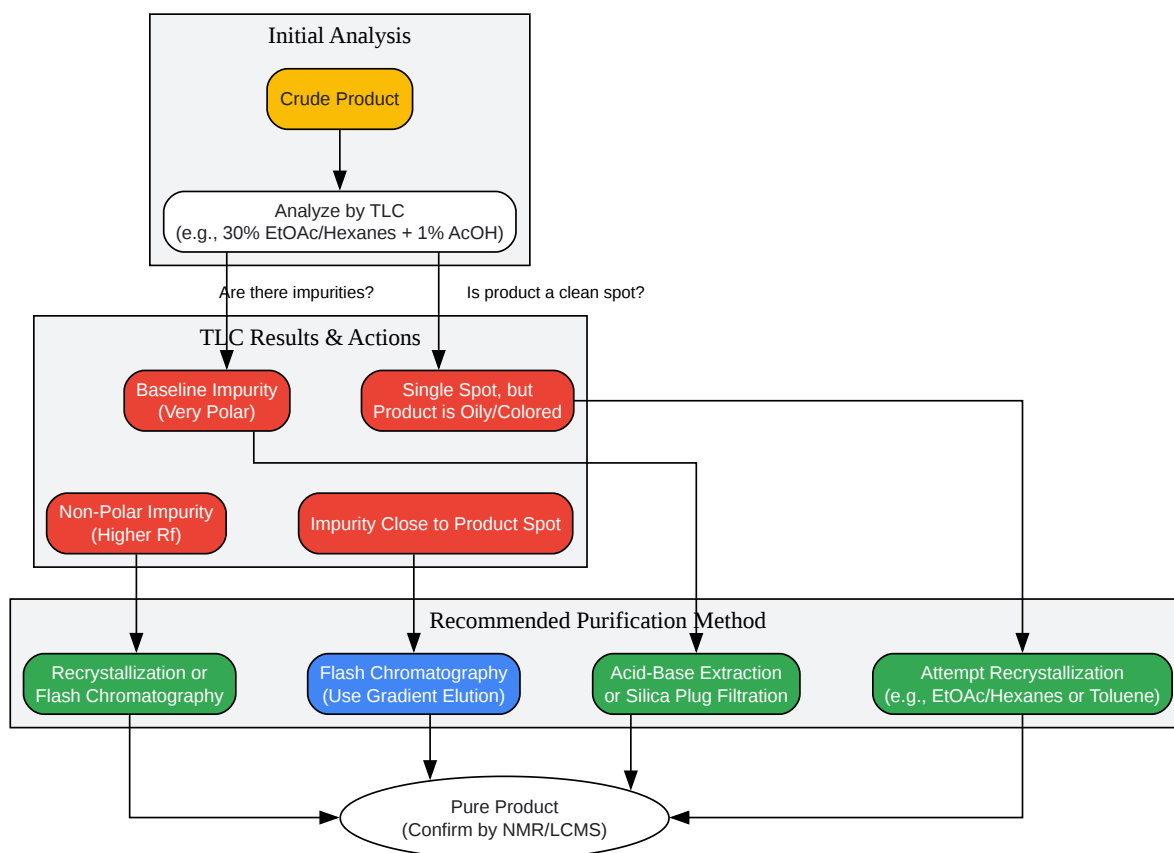 Initial Analysis
Crude Product
Analyze by TLC
(e.g., 30% EtOAc/Hexanes + 1% AcOH)
Are there impurities?
Is product a clean spot?
TLC Results & Actions
Baseline Impurity
(Very Polar)
Single Spot, but
Product is Oily/Colored
Non-Polar Impurity
(Higher Rf)
Impurity Close to Product Spot
Recommended Purification Method
Recrystallization or
Flash Chromatography
Flash Chromatography
(Use Gradient Elution)
Acid-Base Extraction
or Silica Plug Filtration
Attempt Recrystallization
(e.g., EtOAc/Hexanes or Toluene)
Pure Product
(Confirm by NMR/LCMS)